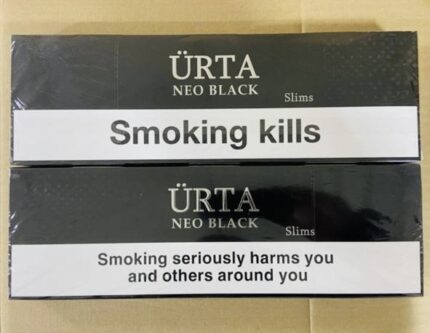 ÜRTA
NEO BLACK
Slims
Smoking kills
ÜRTA
NEO BLACK
Slims
Smoking seriously harms you
and others around you